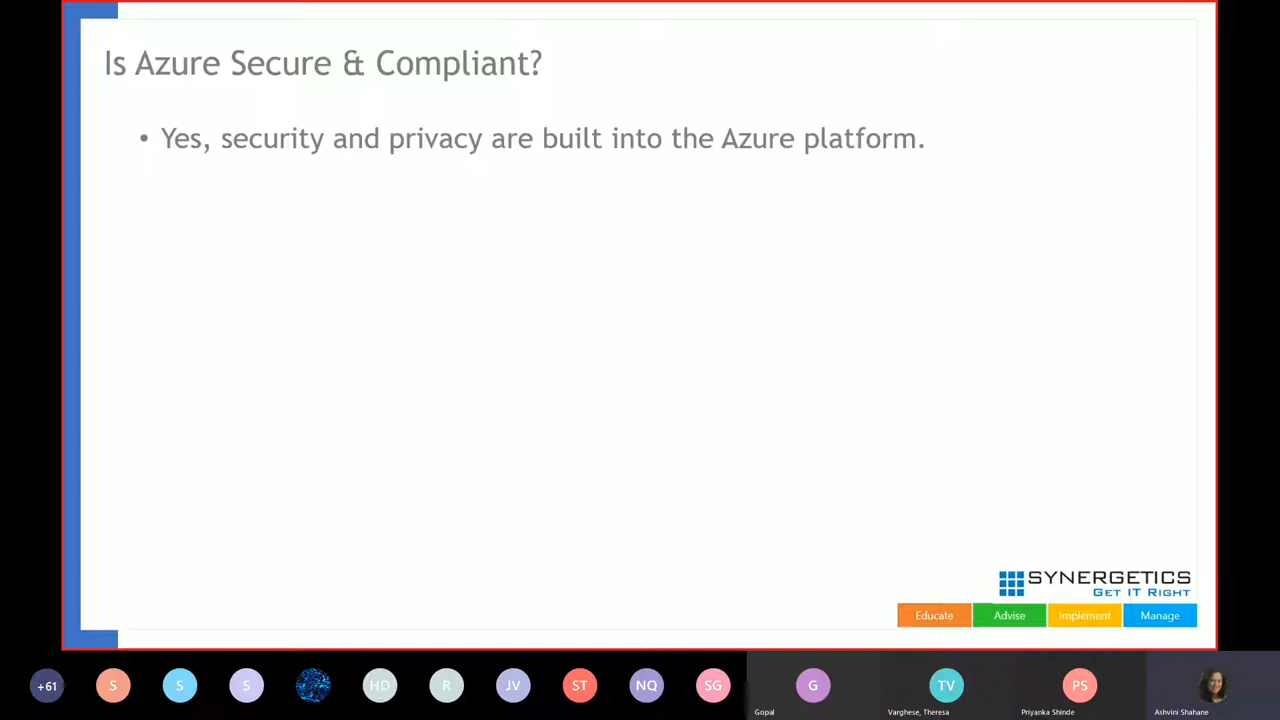 Is Azure Secure & Compliant?
• Yes, security and privacy are built into the Azure platform.
SYNERGETICS
GET IT RIGHT
Educate Advise Implement Manage
+61 S S S HD R JV ST NQ SG G TV PS
Gopal Varghese, Theresa Priyanka Shinde Ashvini Shahane